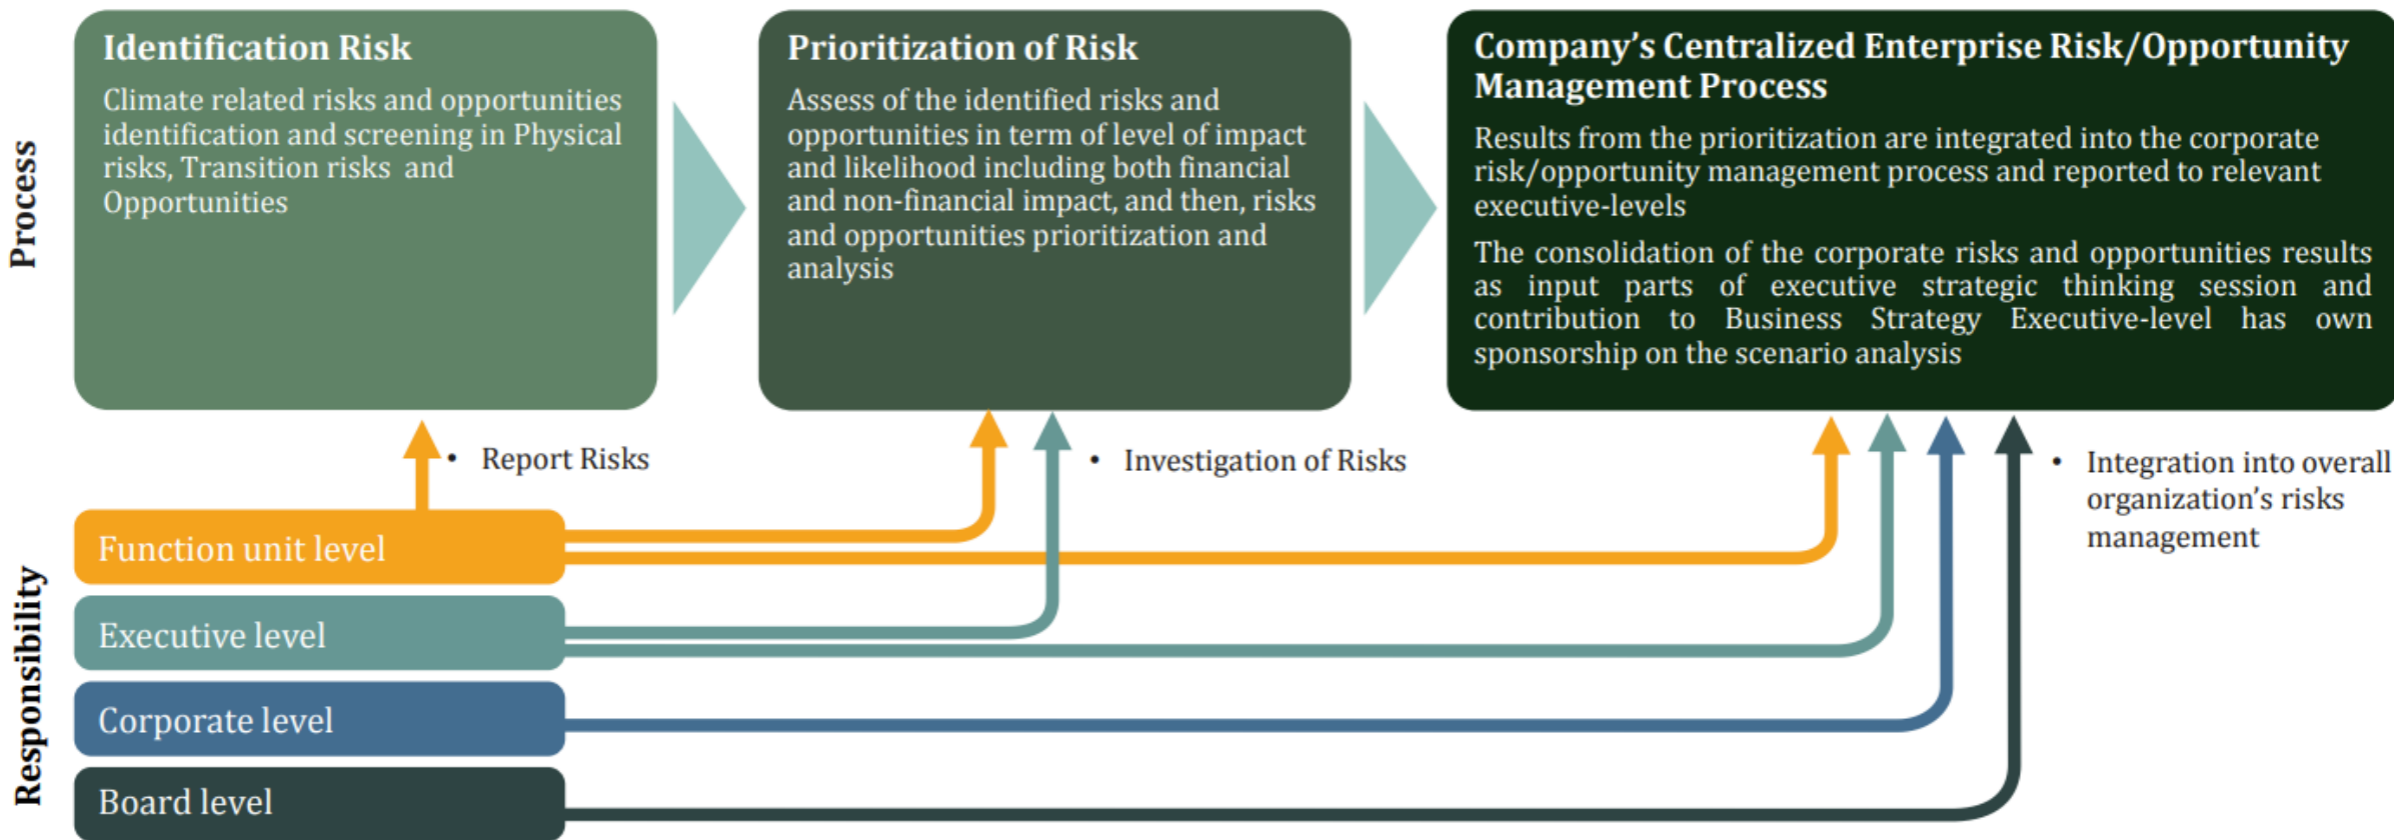 Process
Identification Risk
Climate related risks and opportunities
identification and screening in Physical
risks, Transition risks and
Opportunities
Prioritization of Risk
Assess of the identified risks and
opportunities in term of level of impact
and likelihood including both financial
and non-financial impact, and then, risks
and opportunities prioritization and
analysis
Company's Centralized Enterprise Risk/Opportunity
Management Process
Results from the prioritization are integrated into the corporate
risk/opportunity management process and reported to relevant
executive-levels
The consolidation of the corporate risks and opportunities results
as input parts of executive strategic thinking session and
contribution to Business Strategy Executive-level has own
sponsorship on the scenario analysis
• Report Risks
• Investigation of Risks
• Integration into overall
organization's risks
management
Responsibility
Function unit level
Executive level
Corporate level
Board level